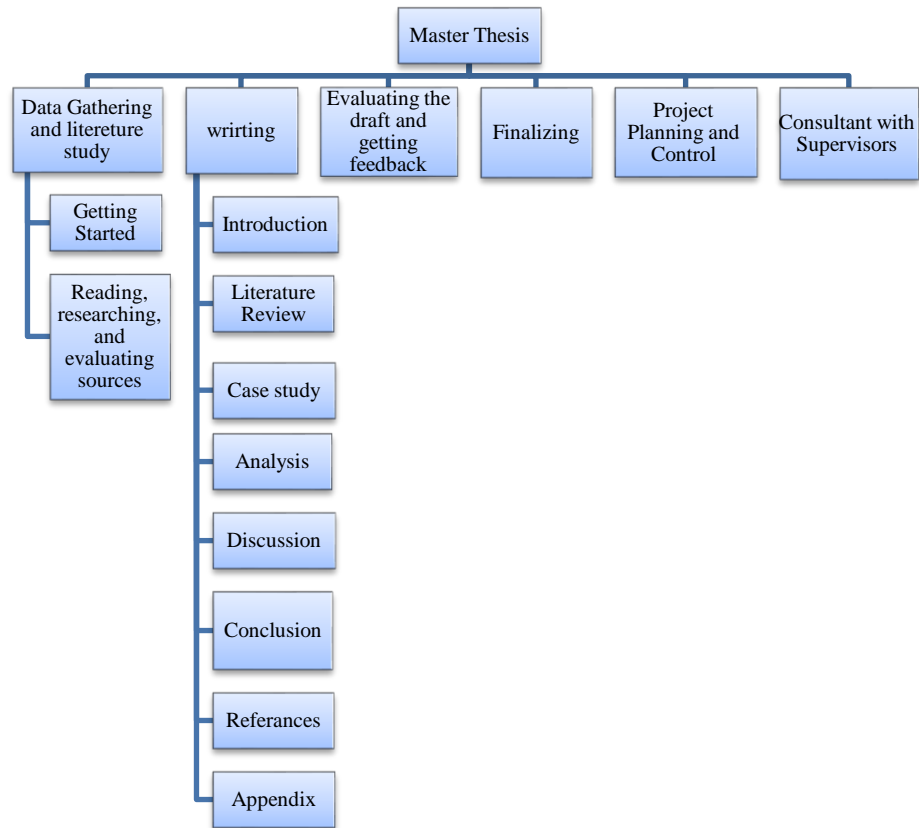 Master Thesis
Data Gathering
and litereture
study
wrirting
Evaluating the
draft and
getting
feedback
Finalizing
Project
Planning and
Control
Consultant with
Supervisors
Getting
Started
Reading,
researching,
and
evaluating
sources
Introduction
Literature
Review
Case study
Analysis
Discussion
Conclusion
Referances
Appendix